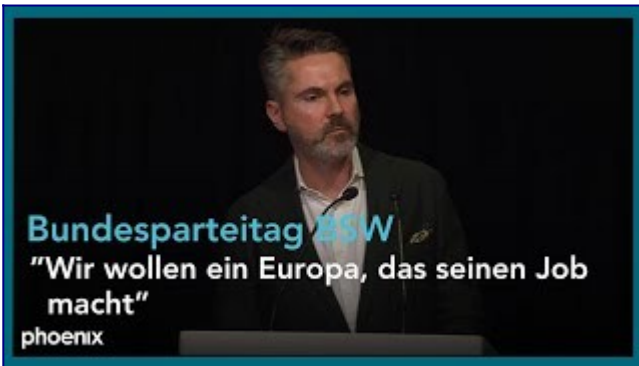 Bundesparteitag BSW
"Wir wollen ein Europa, das seinen Job
macht"
phoenix